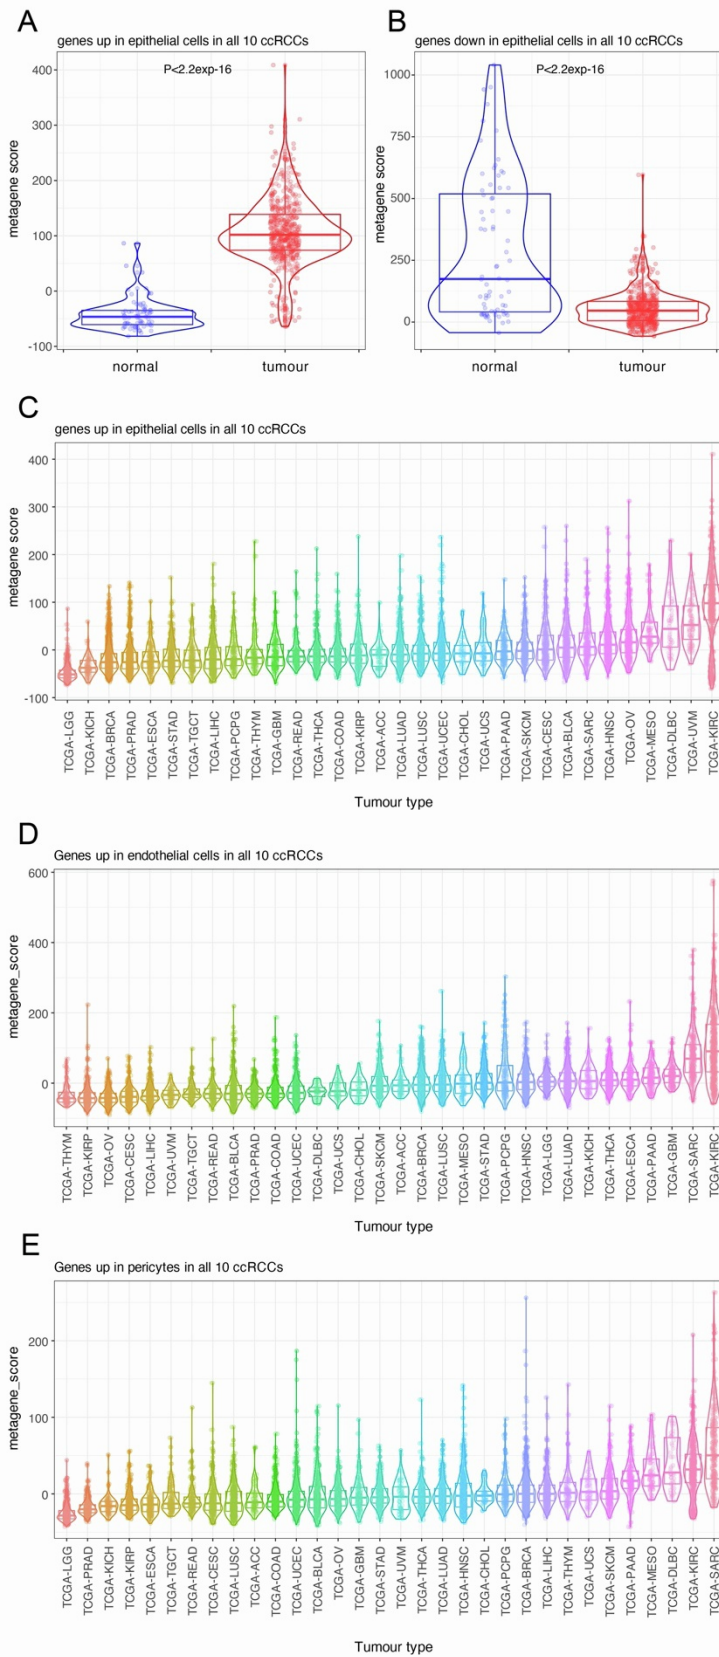 A
B
genes up in epithelial cells in all 10 ccRCCs
genes down in epithelial cells in all 10 ccRCCs
P<2.2exp-16
P<2.2exp-16
metagene score
400
300
200
100
0
-100
normal
tumour
metagene score
1000
750
500
250
0
normal
tumour
C
genes up in epithelial cells in all 10 ccRCCs
metagene score
400
300
200
100
0
-100
TCGA-LGG
TCGA-KICH
TCGA-BRCA
TCGA-PRAD
TCGA-ESCA
TCGA-STAD
TCGA-TGCT
TCGA-LIHC
TCGA-PCPG
TCGA-THYM
TCGA-GBM
TCGA-READ
TCGA-THCA
TCGA-COAD
TCGA-KIRP
TCGA-ACC
TCGA-LUAD
TCGA-LUSC
TCGA-UCEC
TCGA-CHOL
TCGA-UCS
TCGA-PAAD
TCGA-SKCM
TCGA-CESC
TCGA-BLCA
TCGA-SARC
TCGA-HNSC
TCGA-OV
TCGA-MESO
TCGA-DLBC
TCGA-UVM
TCGA-KIRC
Tumour type
D
Genes up in endothelial cells in all 10 ccRCCs
metagene_score
600
400
200
0
TCGA-THYM
TCGA-KIRP
TCGA-OV
TCGA-CESC
TCGA-LIHC
TCGA-UVM
TCGA-TGCT
TCGA-READ
TCGA-BLCA
TCGA-PRAD
TCGA-COAD
TCGA-UCEC
TCGA-DLBC
TCGA-UCS
TCGA-CHOL
TCGA-SKCM
TCGA-ACC
TCGA-BRCA
TCGA-LUSC
TCGA-MESO
TCGA-STAD
TCGA-PCPG
TCGA-HNSC
TCGA-LGG
TCGA-LUAD
TCGA-KICH
TCGA-THCA
TCGA-ESCA
TCGA-PAAD
TCGA-GBM
TCGA-SARC
TCGA-KIRC
Tumour type
E
Genes up in pericytes in all 10 ccRCCs
metagene_score
200
100
0
TCGA-LGG
TCGA-PRAD
TCGA-KICH
TCGA-KIRP
TCGA-ESCA
TCGA-TGCT
TCGA-READ
TCGA-CESC
TCGA-LUSC
TCGA-ACC
TCGA-COAD
TCGA-UCEC
TCGA-BLCA
TCGA-OV
TCGA-GBM
TCGA-STAD
TCGA-UVM
TCGA-THCA
TCGA-LUAD
TCGA-HNSC
TCGA-CHOL
TCGA-PCPG
TCGA-BRCA
TCGA-LIHC
TCGA-THYM
TCGA-UCS
TCGA-SKCM
TCGA-PAAD
TCGA-MESO
TCGA-DLBC
TCGA-KIRC
TCGA-SARC
Tumour type